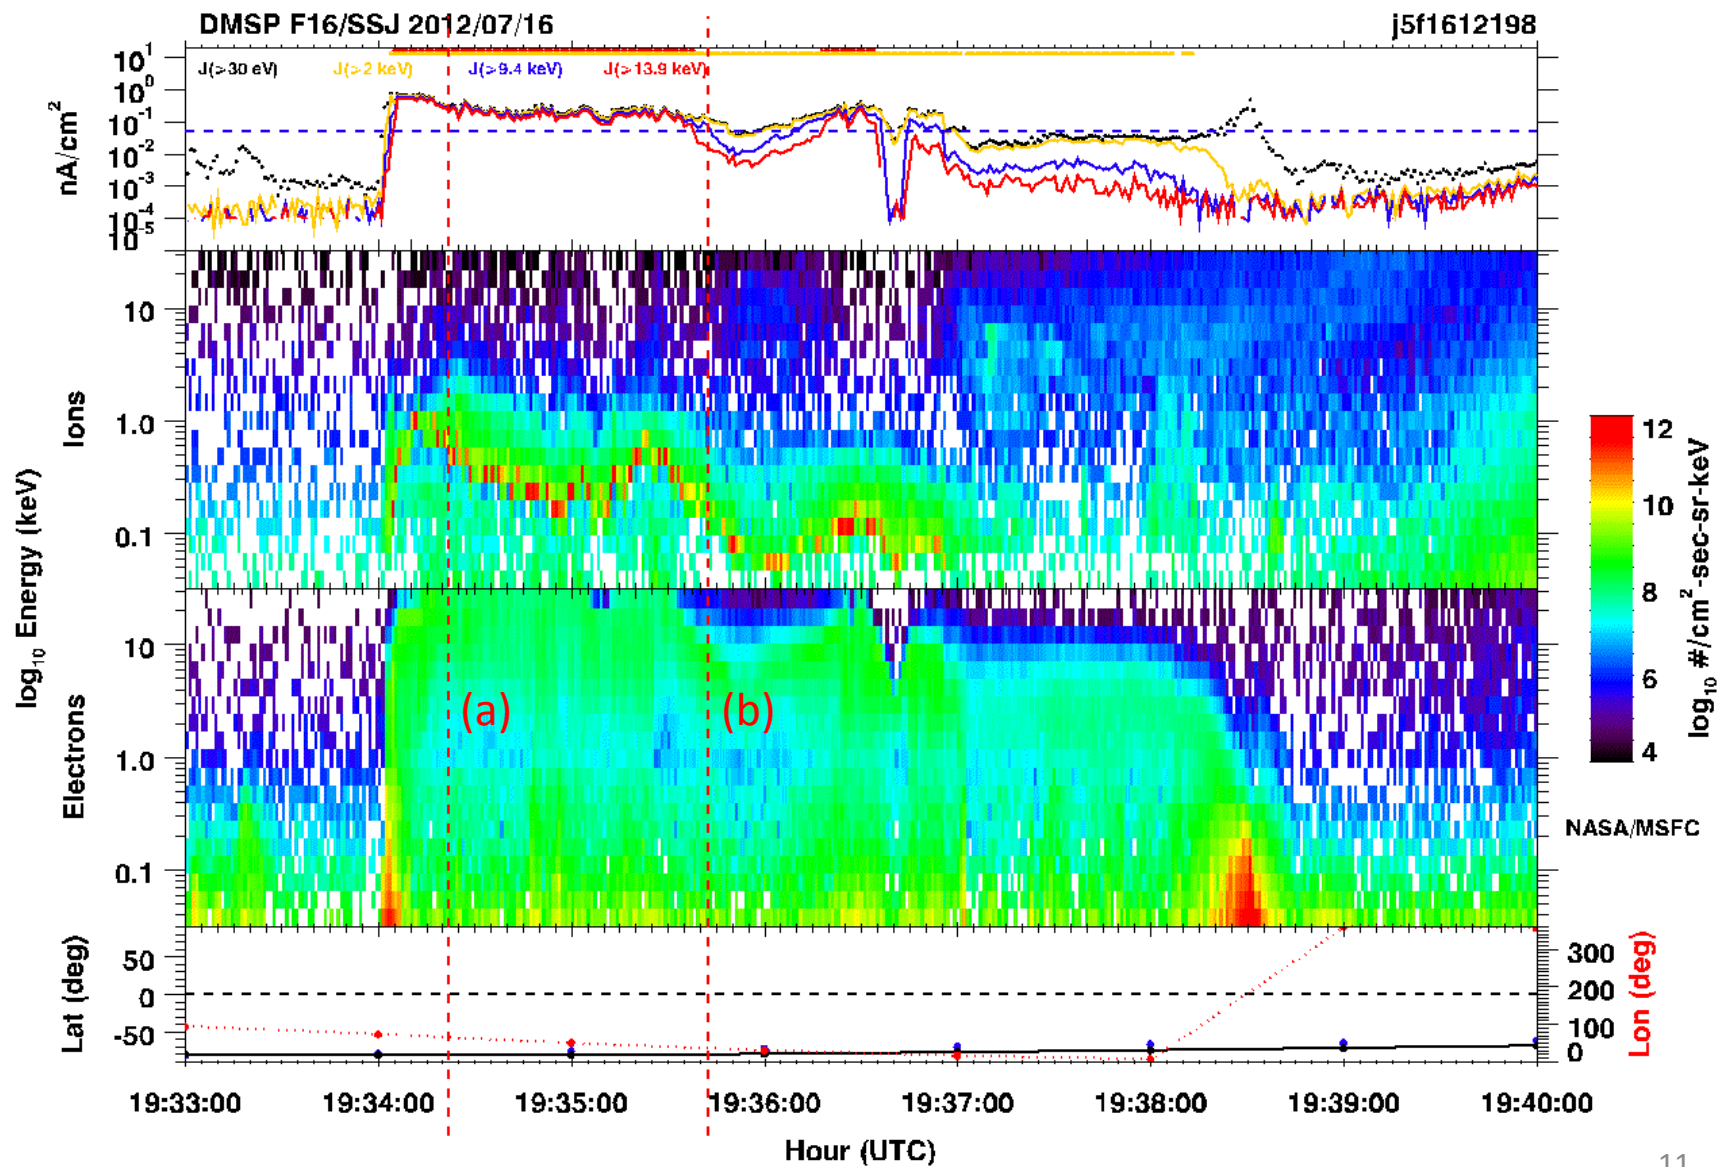 DMSP F16/SSJ 2012/07/16 j5f1612198
J(>30 eV) J(>2 keV) J(>9.4 keV) J(>13.9 keV)
nA/cm²
10¹
10⁰
10⁻¹
10⁻²
10⁻³
10⁻⁴
10⁻⁵
log₁₀ Energy (keV)
Ions
10
1.0
0.1
Electrons
10
1.0
0.1
(a) (b)
12
10
8
6
4
log₁₀ #/cm²-sec-sr-keV
NASA/MSFC
Lat (deg)
50
0
-50
300
200
100
0
Lon (deg)
19:33:00 19:34:00 19:35:00 19:36:00 19:37:00 19:38:00 19:39:00 19:40:00
Hour (UTC)
11